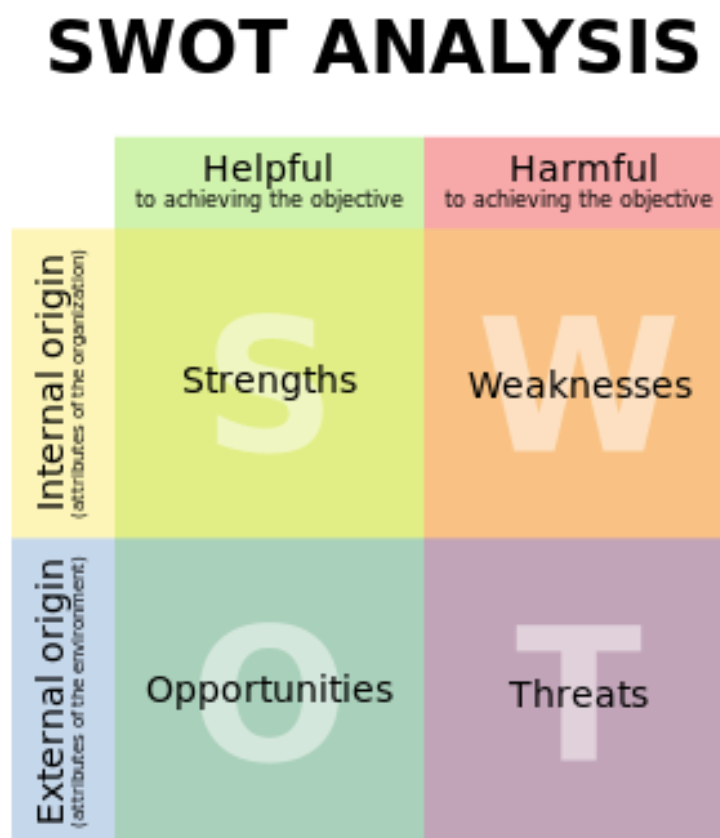 SWOT ANALYSIS
Helpful
to achieving the objective
Harmful
to achieving the objective
Internal origin
(attributes of the organization)
S
Strengths
W
Weaknesses
External origin
(attributes of the environment)
O
Opportunities
T
Threats